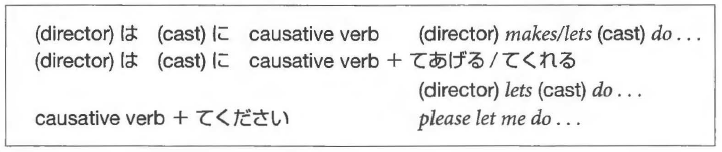 (director) は (cast) に causative verb (director) makes/lets (cast) do . . .
(director) は (cast) に causative verb + てあげる / てくれる
(director) lets (cast) do . . .
causative verb + てください please let me do . . .